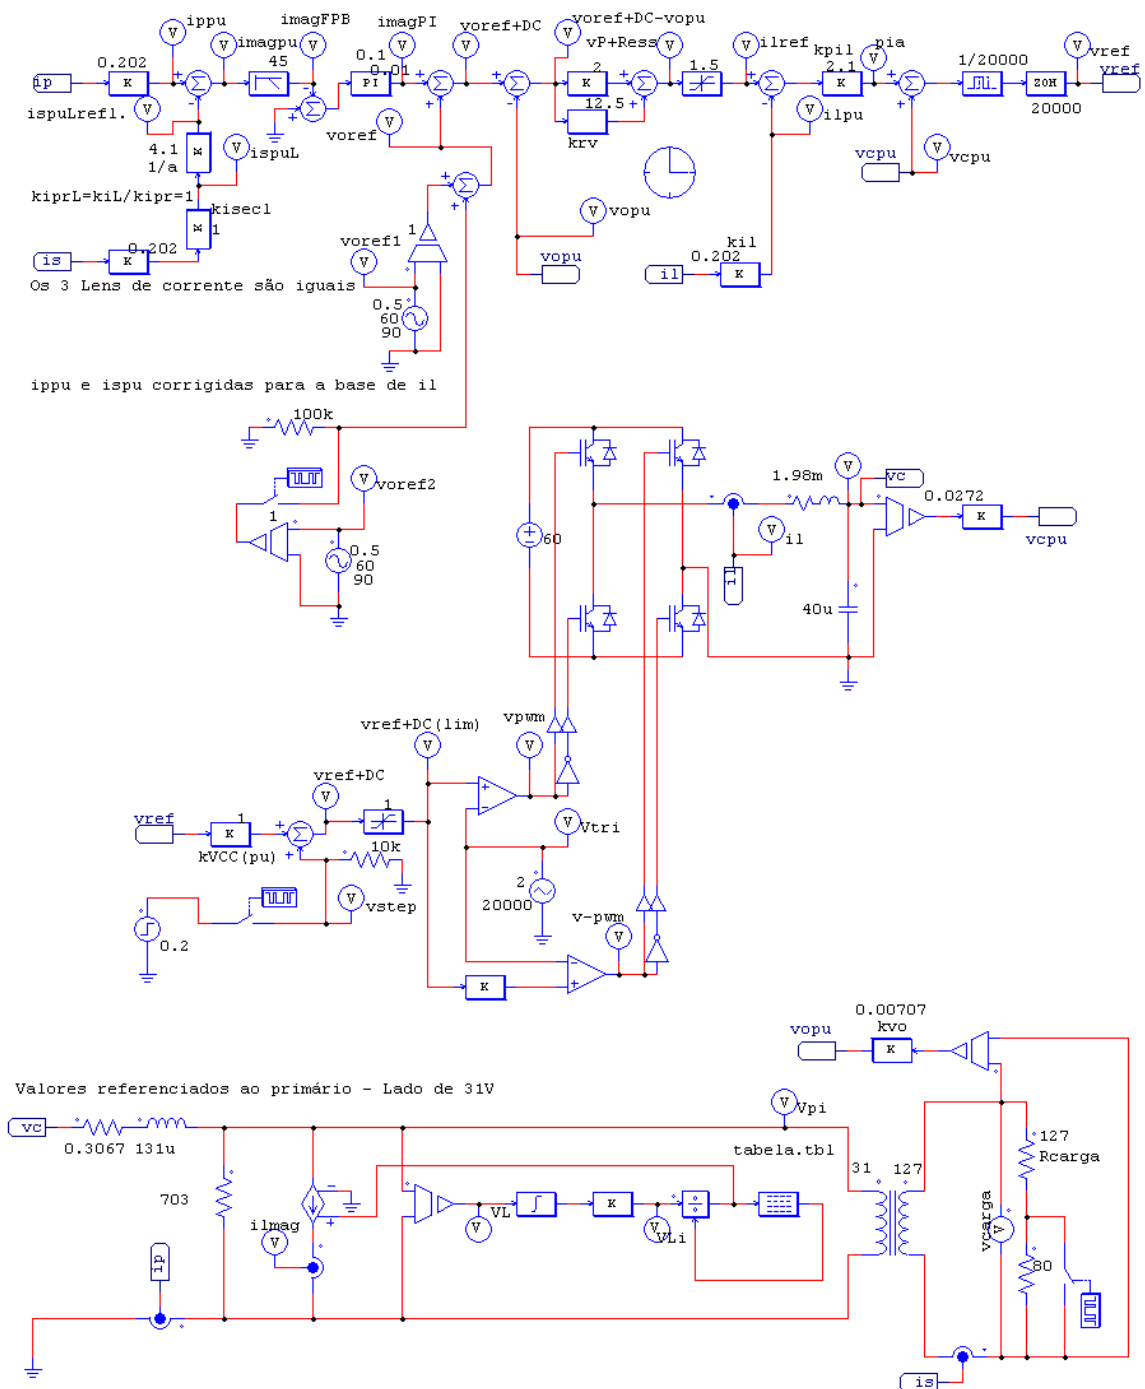 ippu
imagpu
imagFPB
imagPI
voref+DC
voref+DC-vopu
vP+Ress
ilref
kpil
pia
vref
ip
0.202
K
45
0.1
0.01
PI
2
K
12.5
krv
1.5
2.1
K
1/20000
ZOH
20000
vref
ispuLrefl.
4.1
1/a
K
ispuL
voref
ilpu
vcpu
vcpu
kiprL=kiL/kipr=1
kisecl
K
1
is
0.202
K
voref1
1
vopu
vopu
kil
0.202
il
K
Os 3 Lens de corrente são iguais
0.5
60
90
ippu e ispu corrigidas para a base de il
100k
voref2
1
0.5
60
90
60
1.98m
vc
0.0272
K
vcpu
il
il
40u
vref+DC(lim)
vpwm
vref+DC
vref
1
K
kVCC(pu)
1
10k
Vtri
2
20000
vstep
0.2
v-pwm
K
0.00707
kvo
vopu
K
Valores referenciados ao primário - Lado de 31V
vc
0.3067
131u
Vpi
tabela.tbl
31
127
127
Rcarga
703
ilmag
VL
K
VLi
vcarga
80
ip
is